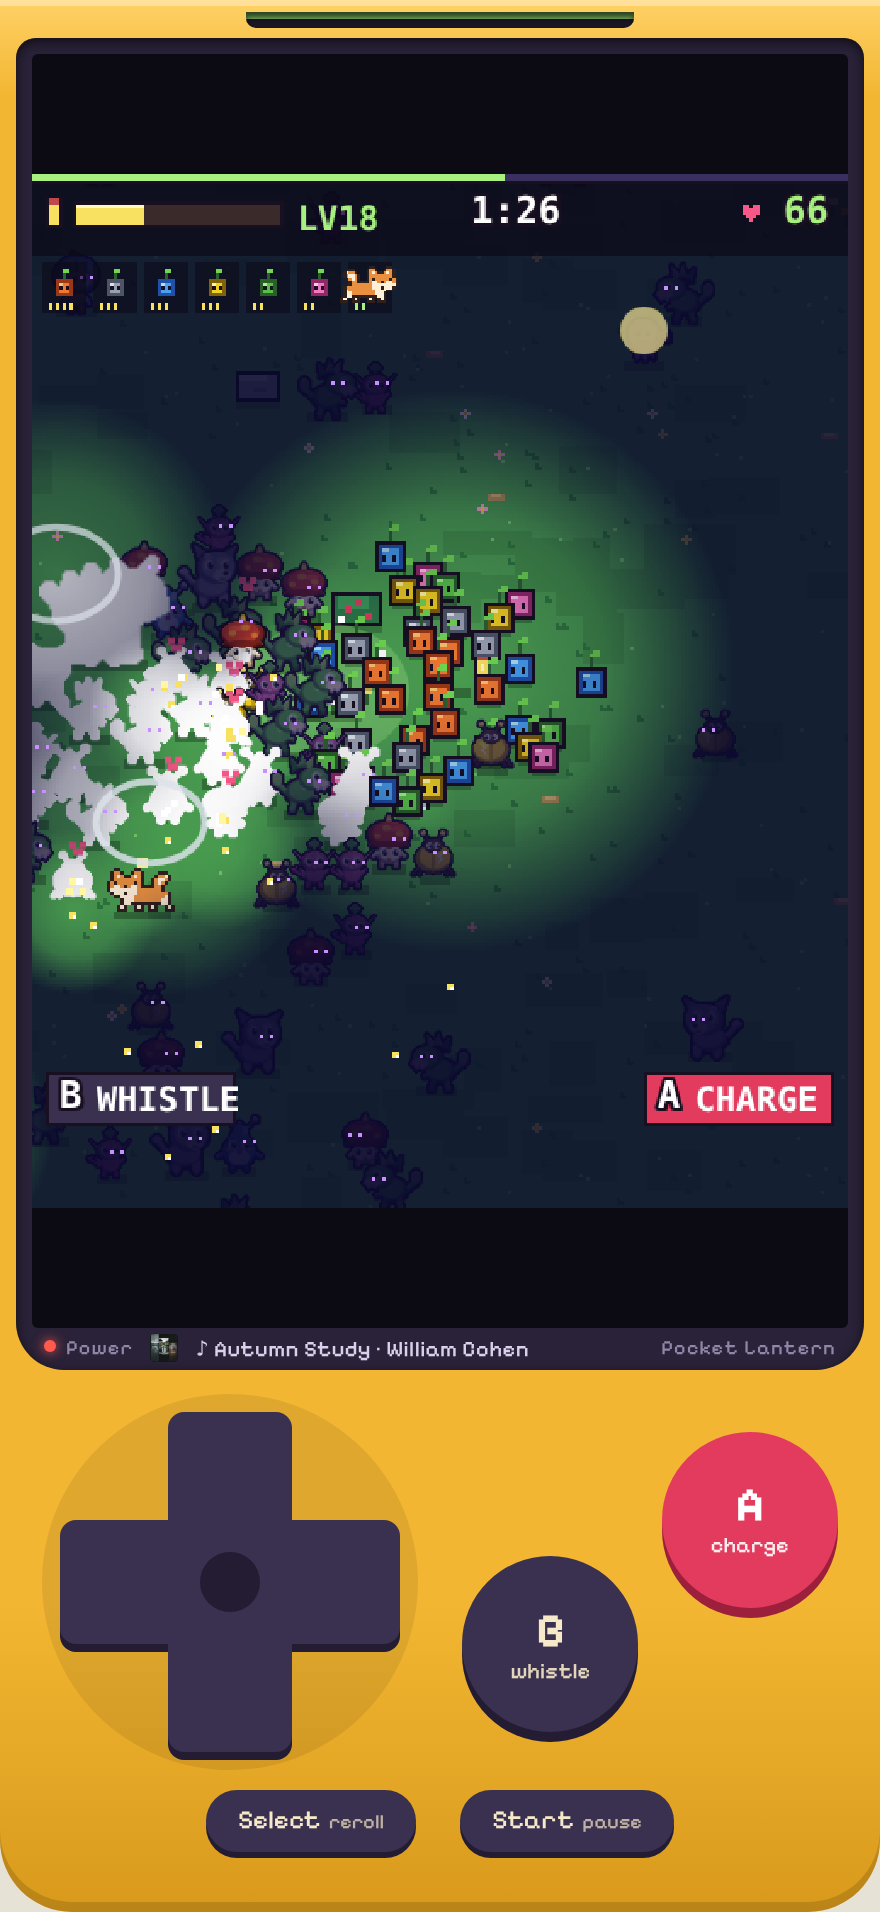 LV18
1:26
66
B WHISTLE
A CHARGE
Power
♪ Autumn Study · William Cohen
Pocket Lantern
A
charge
B
whistle
Select reroll
Start pause